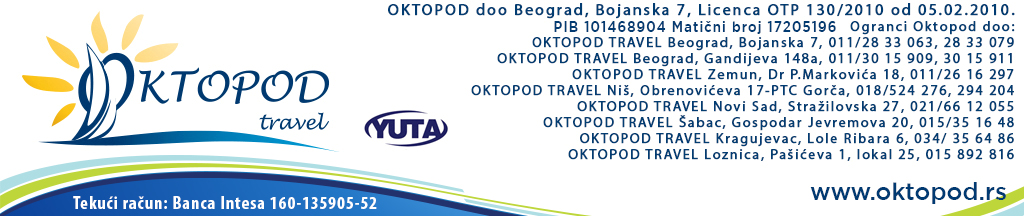 OKTOPOD
travel
YUTA
OKTOPOD doo Beograd, Bojanska 7, Licenca OTP 130/2010 od 05.02.2010.
PIB 101468904 Matični broj 17205196 Ogranci Oktopod doo:
OKTOPOD TRAVEL Beograd, Bojanska 7, 011/28 33 063, 28 33 079
OKTOPOD TRAVEL Beograd, Gandijeva 148a, 011/30 15 909, 30 15 911
OKTOPOD TRAVEL Zemun, Dr P.Markovića 18, 011/26 16 297
OKTOPOD TRAVEL Niš, Obrenovićeva 17-PTC Gorča, 018/524 276, 294 204
OKTOPOD TRAVEL Novi Sad, Stražilovska 27, 021/66 12 055
OKTOPOD TRAVEL Šabac, Gospodar Jevremova 20, 015/35 16 48
OKTOPOD TRAVEL Kragujevac, Lole Ribara 6, 034/ 35 64 86
OKTOPOD TRAVEL Loznica, Pašićeva 1, lokal 25, 015 892 816
Tekući račun: Banca Intesa 160-135905-52
www.oktopod.rs